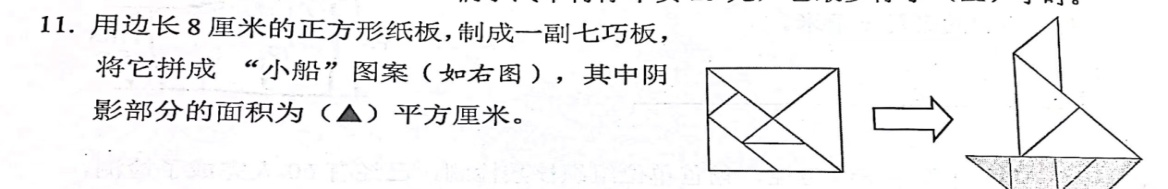 11. 用边长8厘米的正方形纸板,制成一副七巧板,
将它拼成 “小船”图案(如右图),其中阴
影部分的面积为(▲)平方厘米。